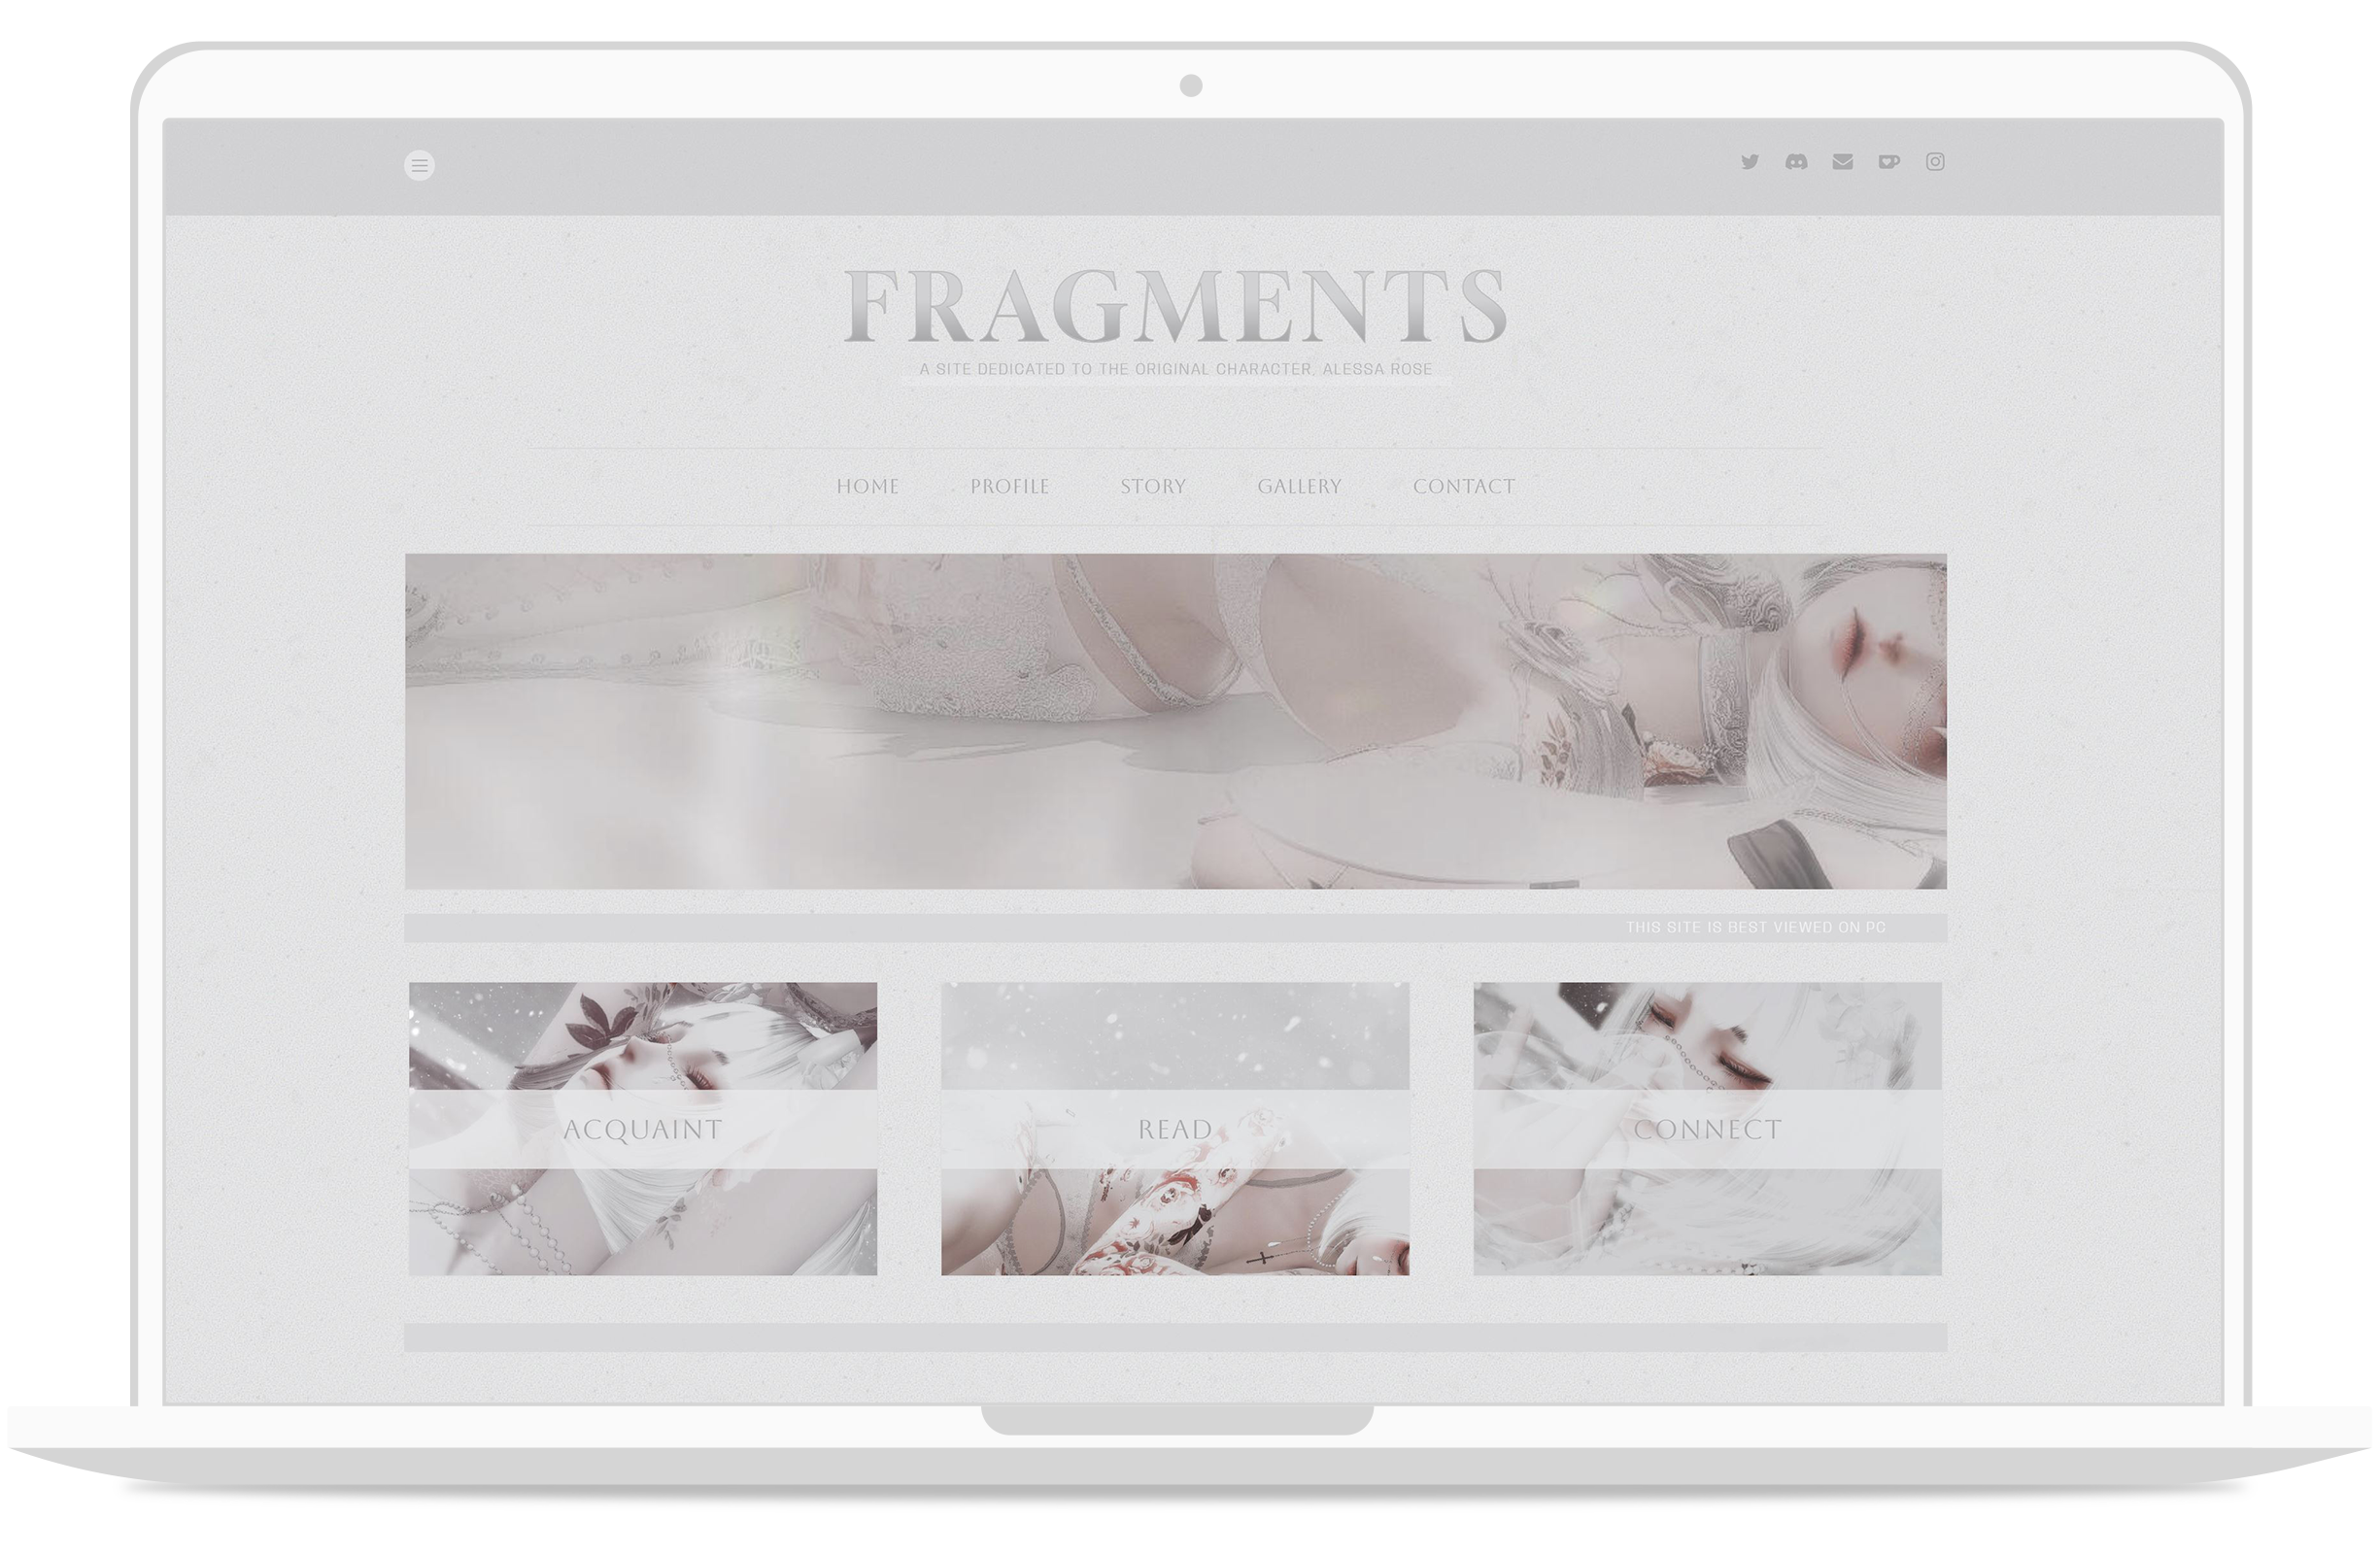 FRAGMENTS
A SITE DEDICATED TO THE ORIGINAL CHARACTER, ALESSA ROSE
HOME PROFILE STORY GALLERY CONTACT
THIS SITE IS BEST VIEWED ON PC
ACQUAINT READ CONNECT